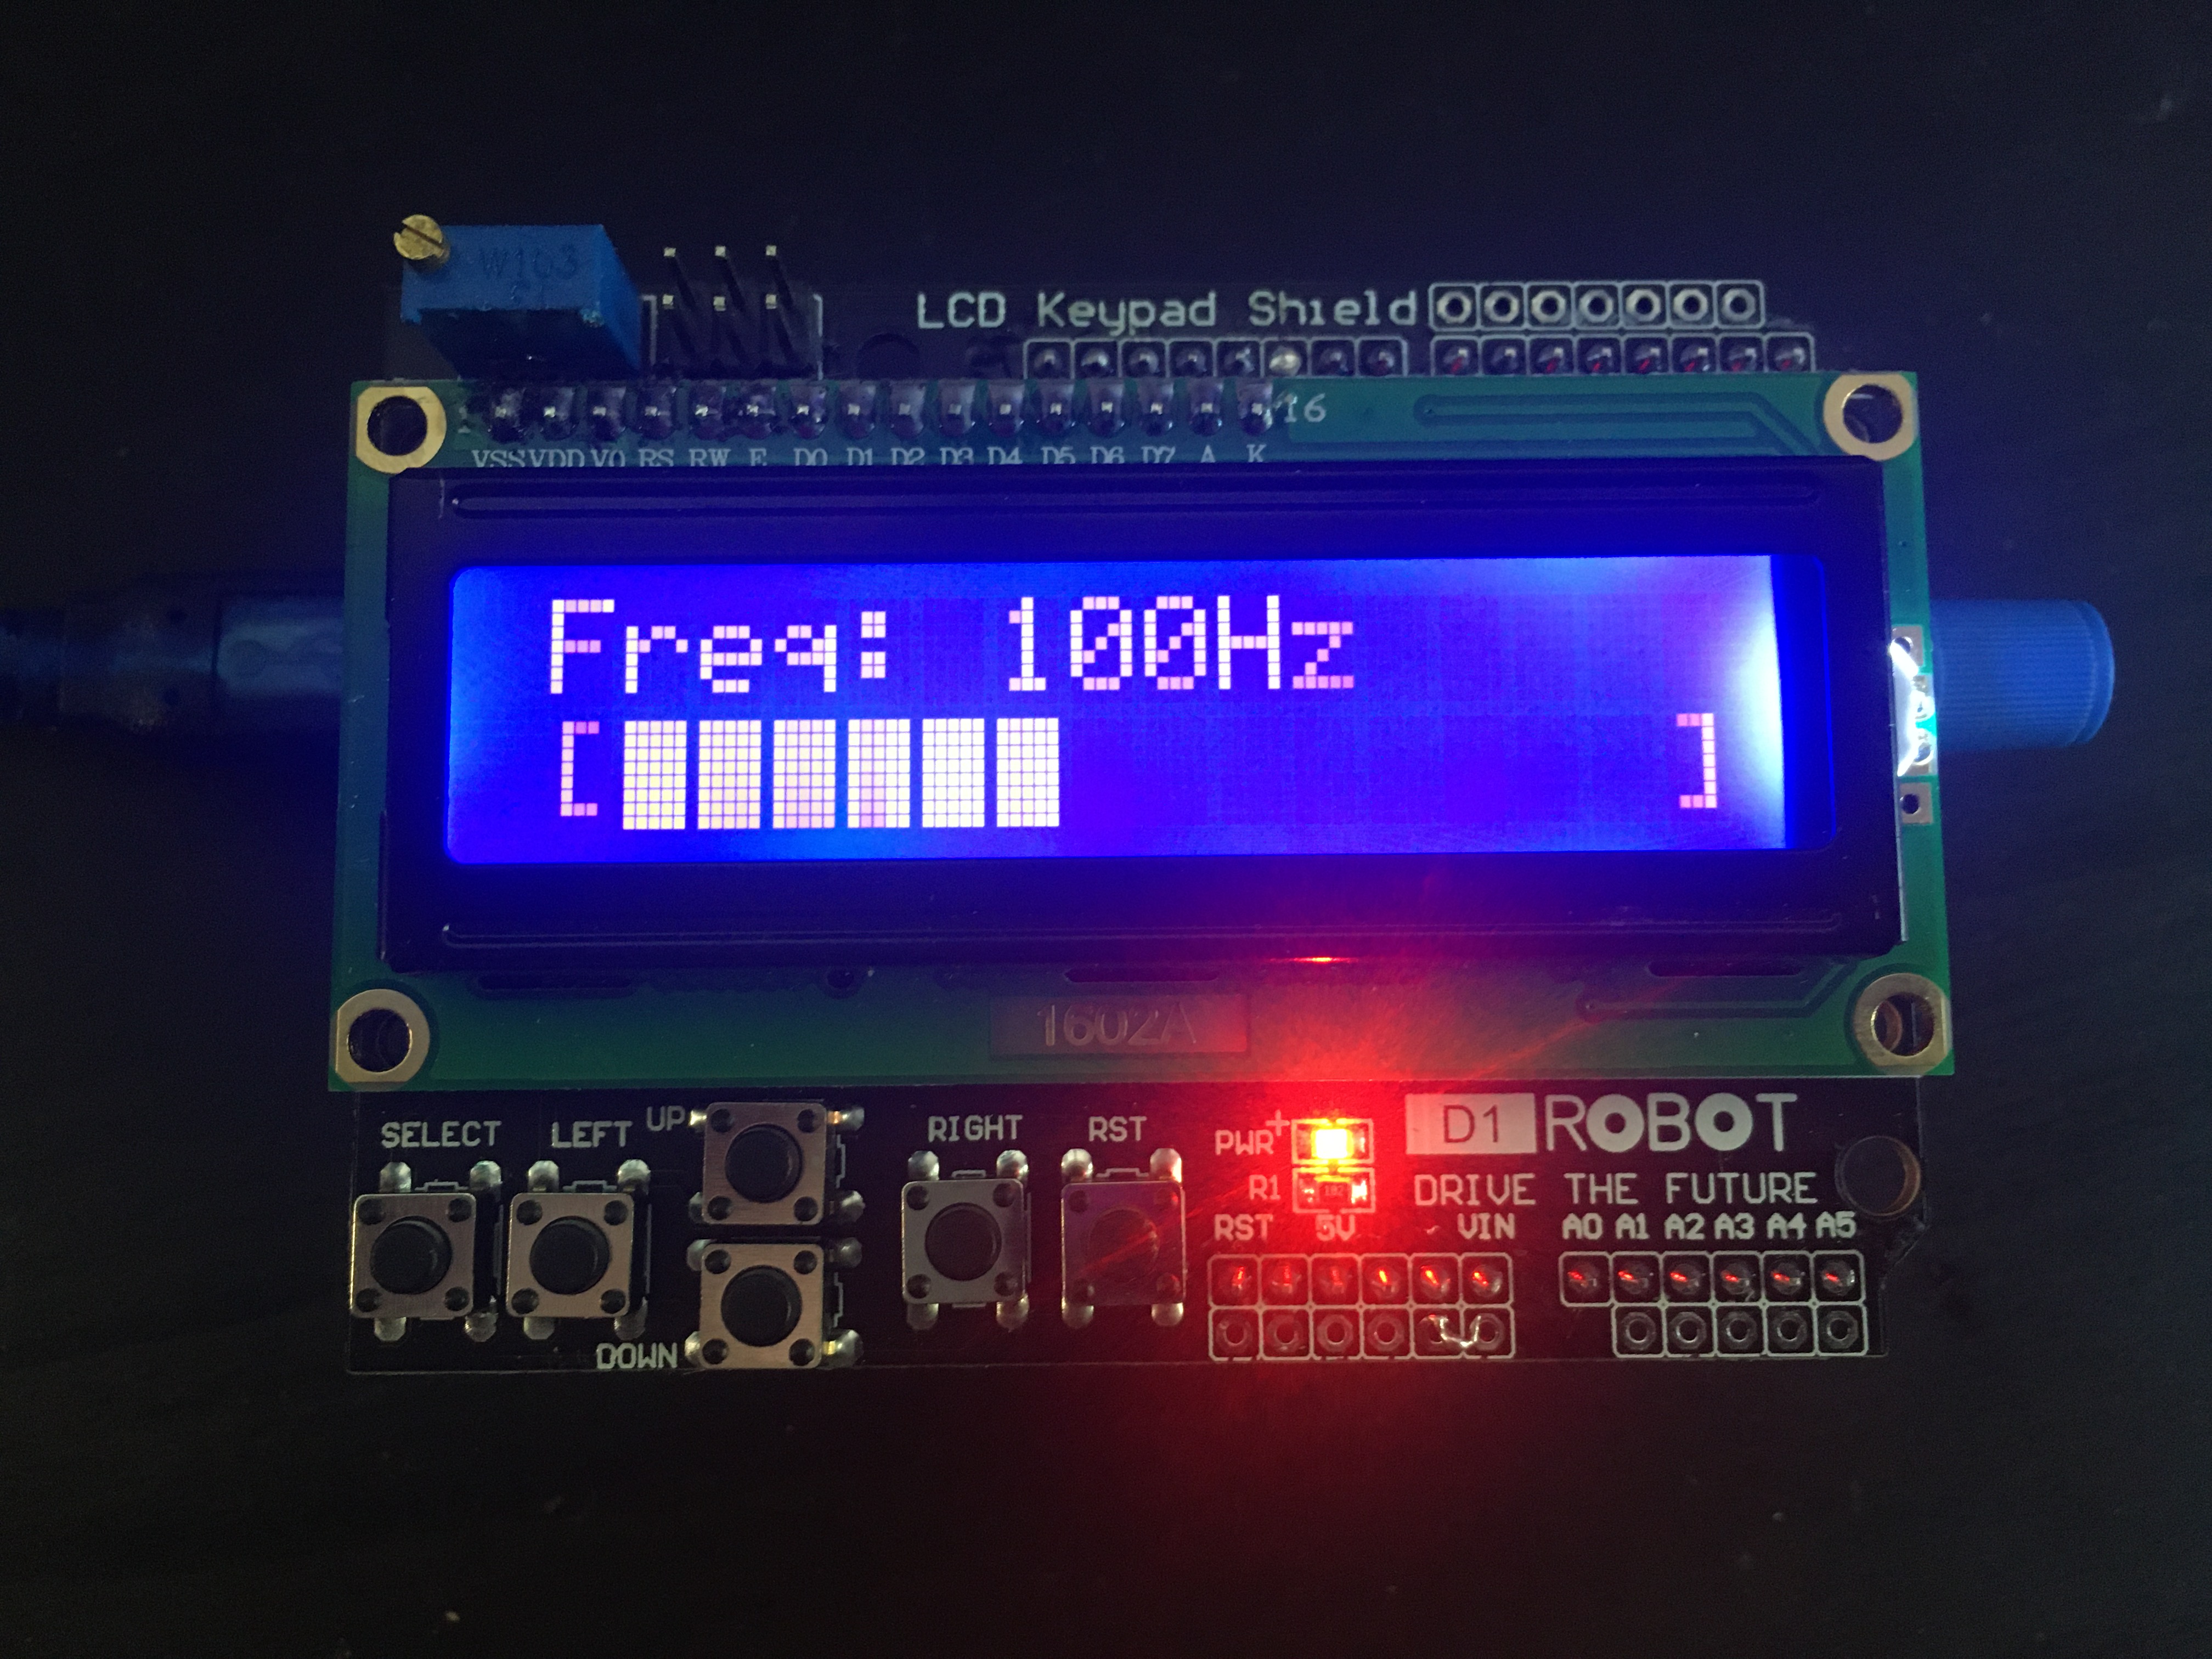 W103
LCD Keypad Shield
16
VSS VDD V0 RS RW E D0 D1 D2 D3 D4 D5 D6 D7 A K
Freq: 100Hz
[██████ ]
1602A
SELECT LEFT UP RIGHT RST
DOWN
PWR +
R1
RST 5V VIN
D1 ROBOT
DRIVE THE FUTURE
A0 A1 A2 A3 A4 A5